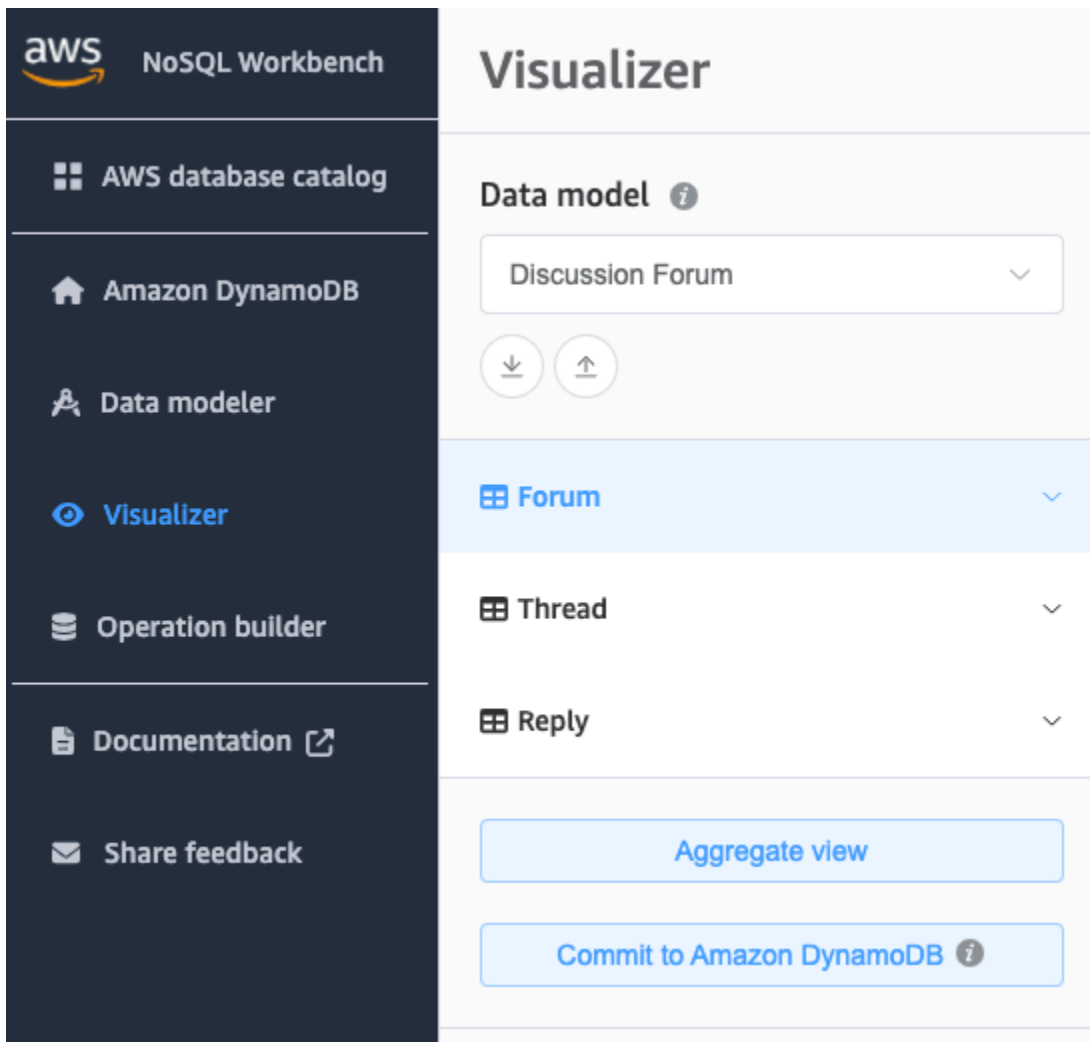 aws
NoSQL Workbench
AWS database catalog
Amazon DynamoDB
Data modeler
Visualizer
Operation builder
Documentation
Share feedback
Visualizer
Data model
Discussion Forum
Forum
Thread
Reply
Aggregate view
Commit to Amazon DynamoDB